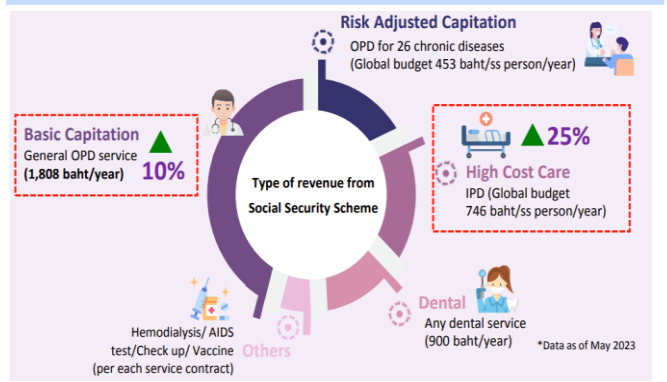 Risk Adjusted Capitation
OPD for 26 chronic diseases
(Global budget 453 baht/ss person/year)
Basic Capitation
General OPD service
(1,808 baht/year)
10%
25%
High Cost Care
IPD (Global budget
746 baht/ss person/year)
Type of revenue from
Social Security Scheme
Dental
Any dental service
(900 baht/year)
Hemodialysis/ AIDS
test/Check up/ Vaccine
(per each service contract)
Others
*Data as of May 2023